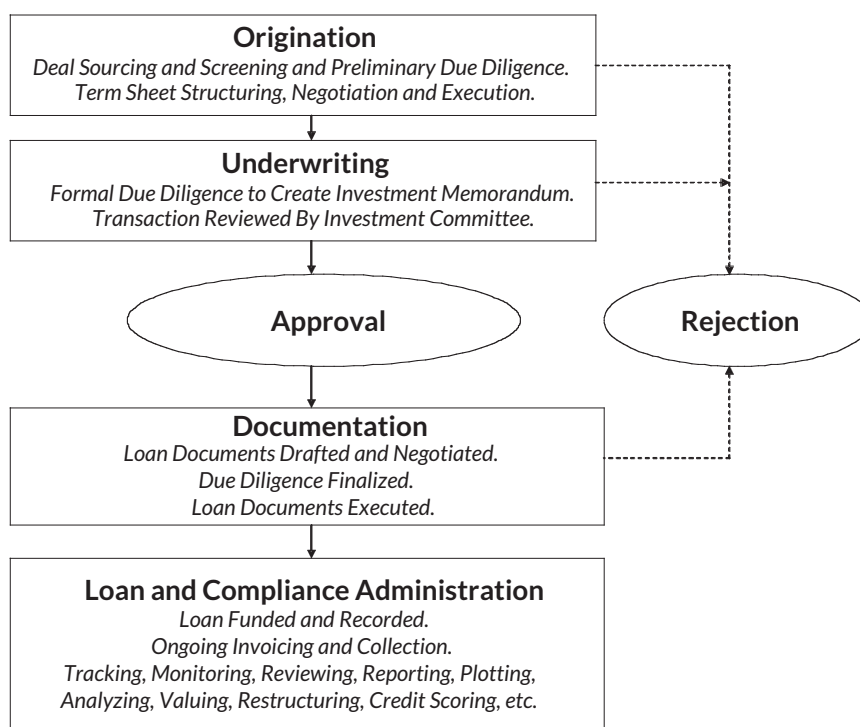 Origination
Deal Sourcing and Screening and Preliminary Due Diligence.
Term Sheet Structuring, Negotiation and Execution.
Underwriting
Formal Due Diligence to Create Investment Memorandum.
Transaction Reviewed By Investment Committee.
Approval
Rejection
Documentation
Loan Documents Drafted and Negotiated.
Due Diligence Finalized.
Loan Documents Executed.
Loan and Compliance Administration
Loan Funded and Recorded.
Ongoing Invoicing and Collection.
Tracking, Monitoring, Reviewing, Reporting, Plotting,
Analyzing, Valuing, Restructuring, Credit Scoring, etc.